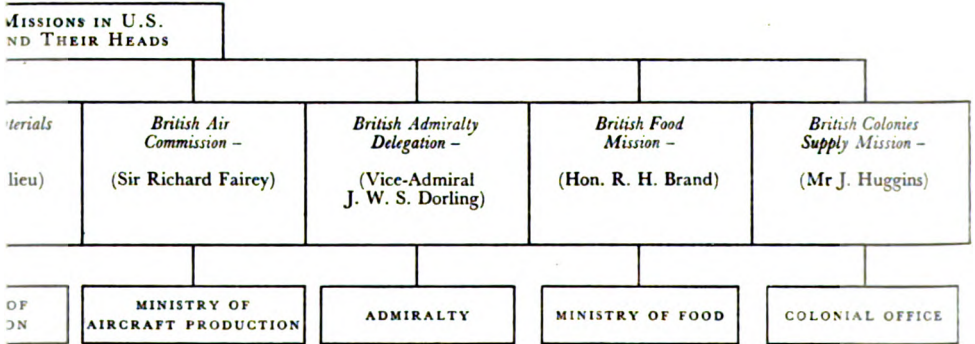 MISSIONS IN U.S.
ND THEIR HEADS
terials
lieu)
British Air
Commission –
(Sir Richard Fairey)
British Admiralty
Delegation –
(Vice-Admiral
J. W. S. Dorling)
British Food
Mission –
(Hon. R. H. Brand)
British Colonies
Supply Mission –
(Mr J. Huggins)
OF
ON
MINISTRY OF
AIRCRAFT PRODUCTION
ADMIRALTY
MINISTRY OF FOOD
COLONIAL OFFICE